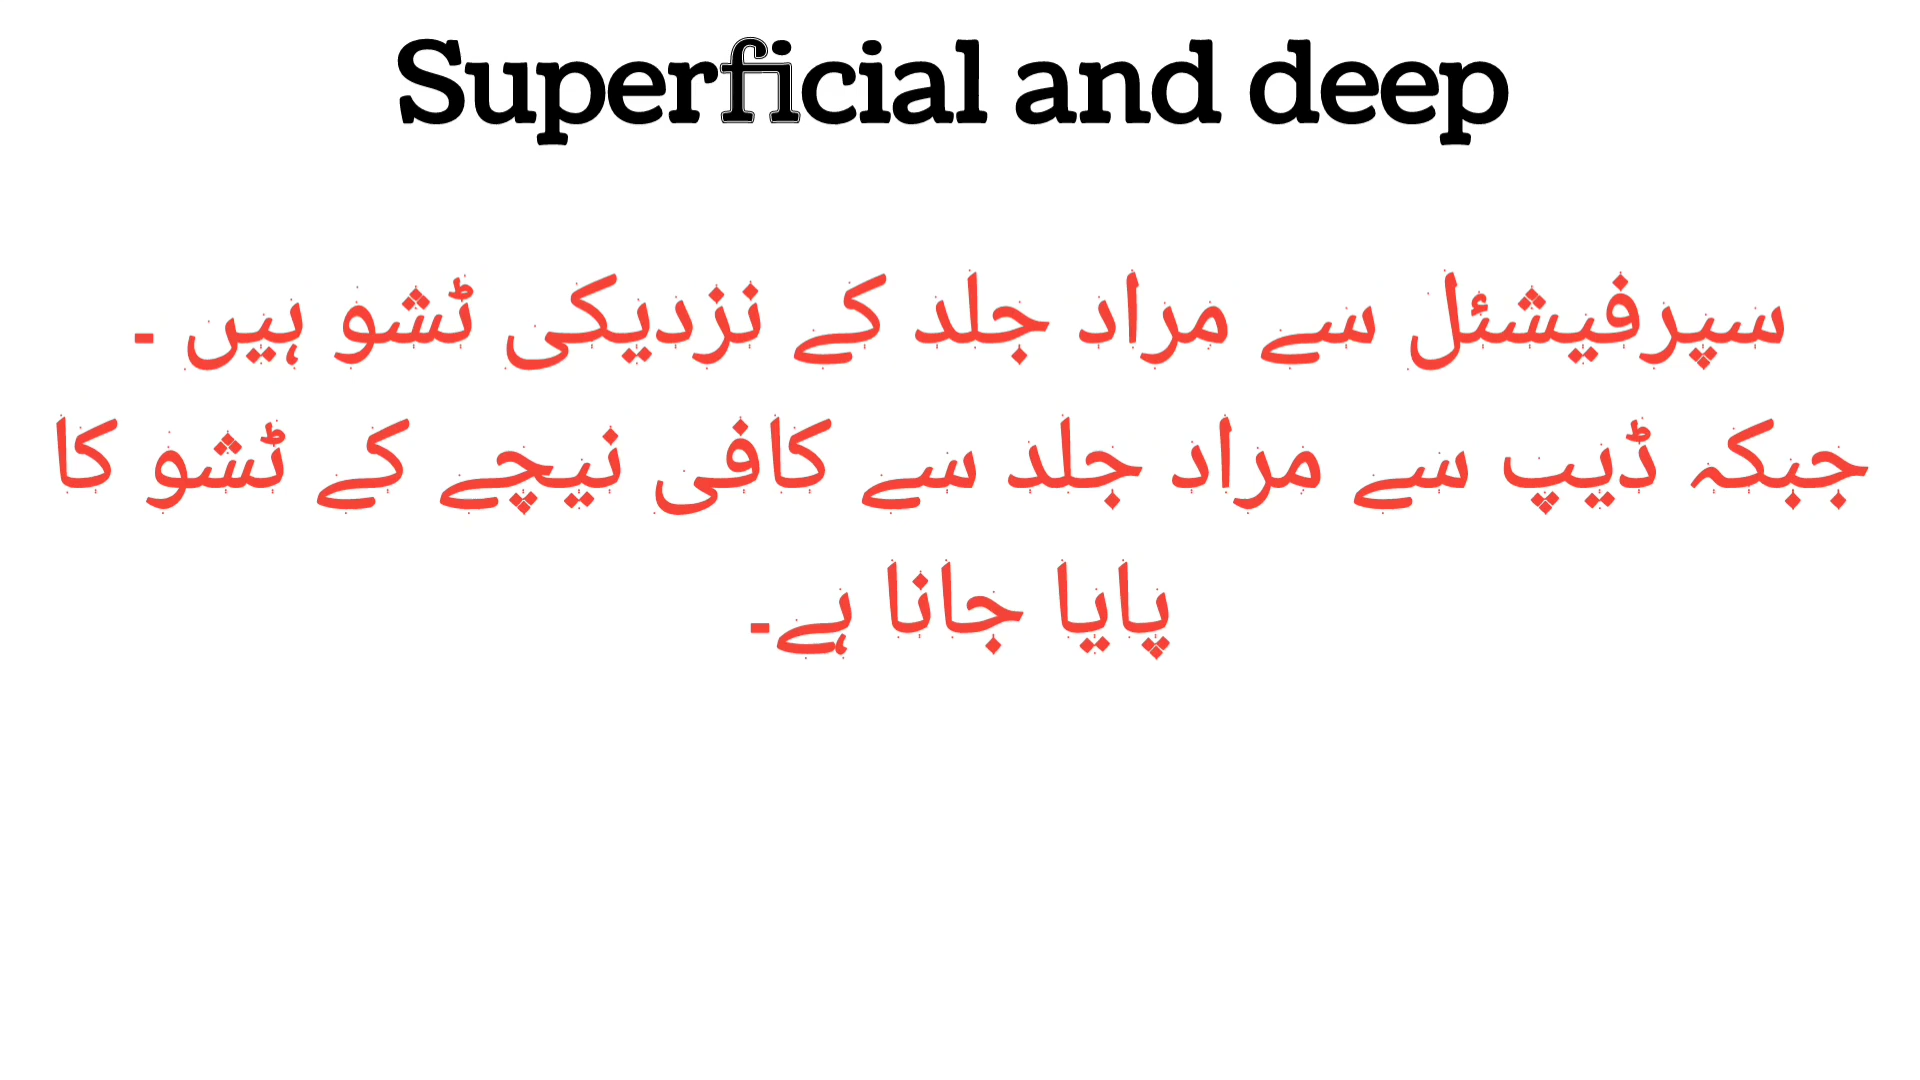 Superficial and deep
سپرفیشئل سے مراد جلد کے نزدیکی ٹشو ہیں ۔
جبکہ ڈیپ سے مراد جلد سے کافی نیچے کے ٹشو کا
پایا جانا ہے۔